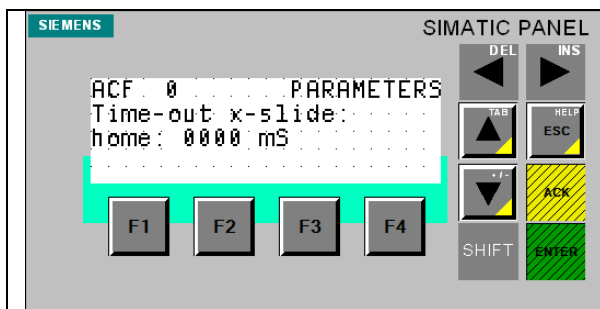 SIEMENS
SIMATIC PANEL
DEL INS
ACF: 0 PARAMETERS
Time-out x-slide:
home: 0000 mS
TAB HELP
ESC
+/-
ACK
F1 F2 F3 F4
SHIFT ENTER